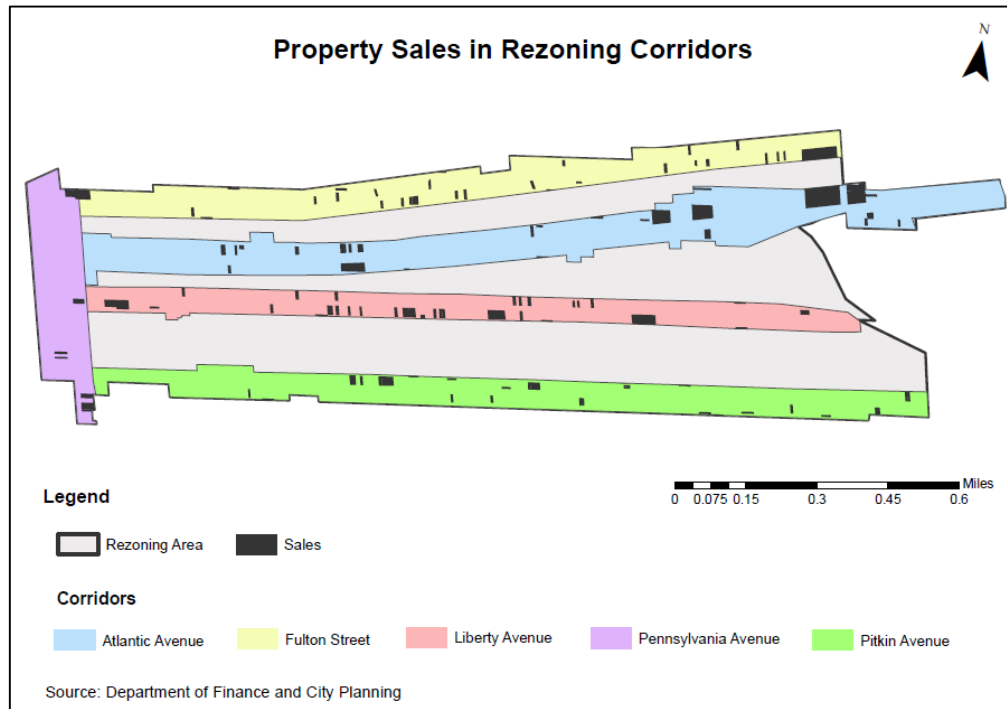 Property Sales in Rezoning Corridors
N
Miles
0 0.075 0.15 0.3 0.45 0.6
Legend
Rezoning Area Sales
Corridors
Atlantic Avenue Fulton Street Liberty Avenue Pennsylvania Avenue Pitkin Avenue
Source: Department of Finance and City Planning